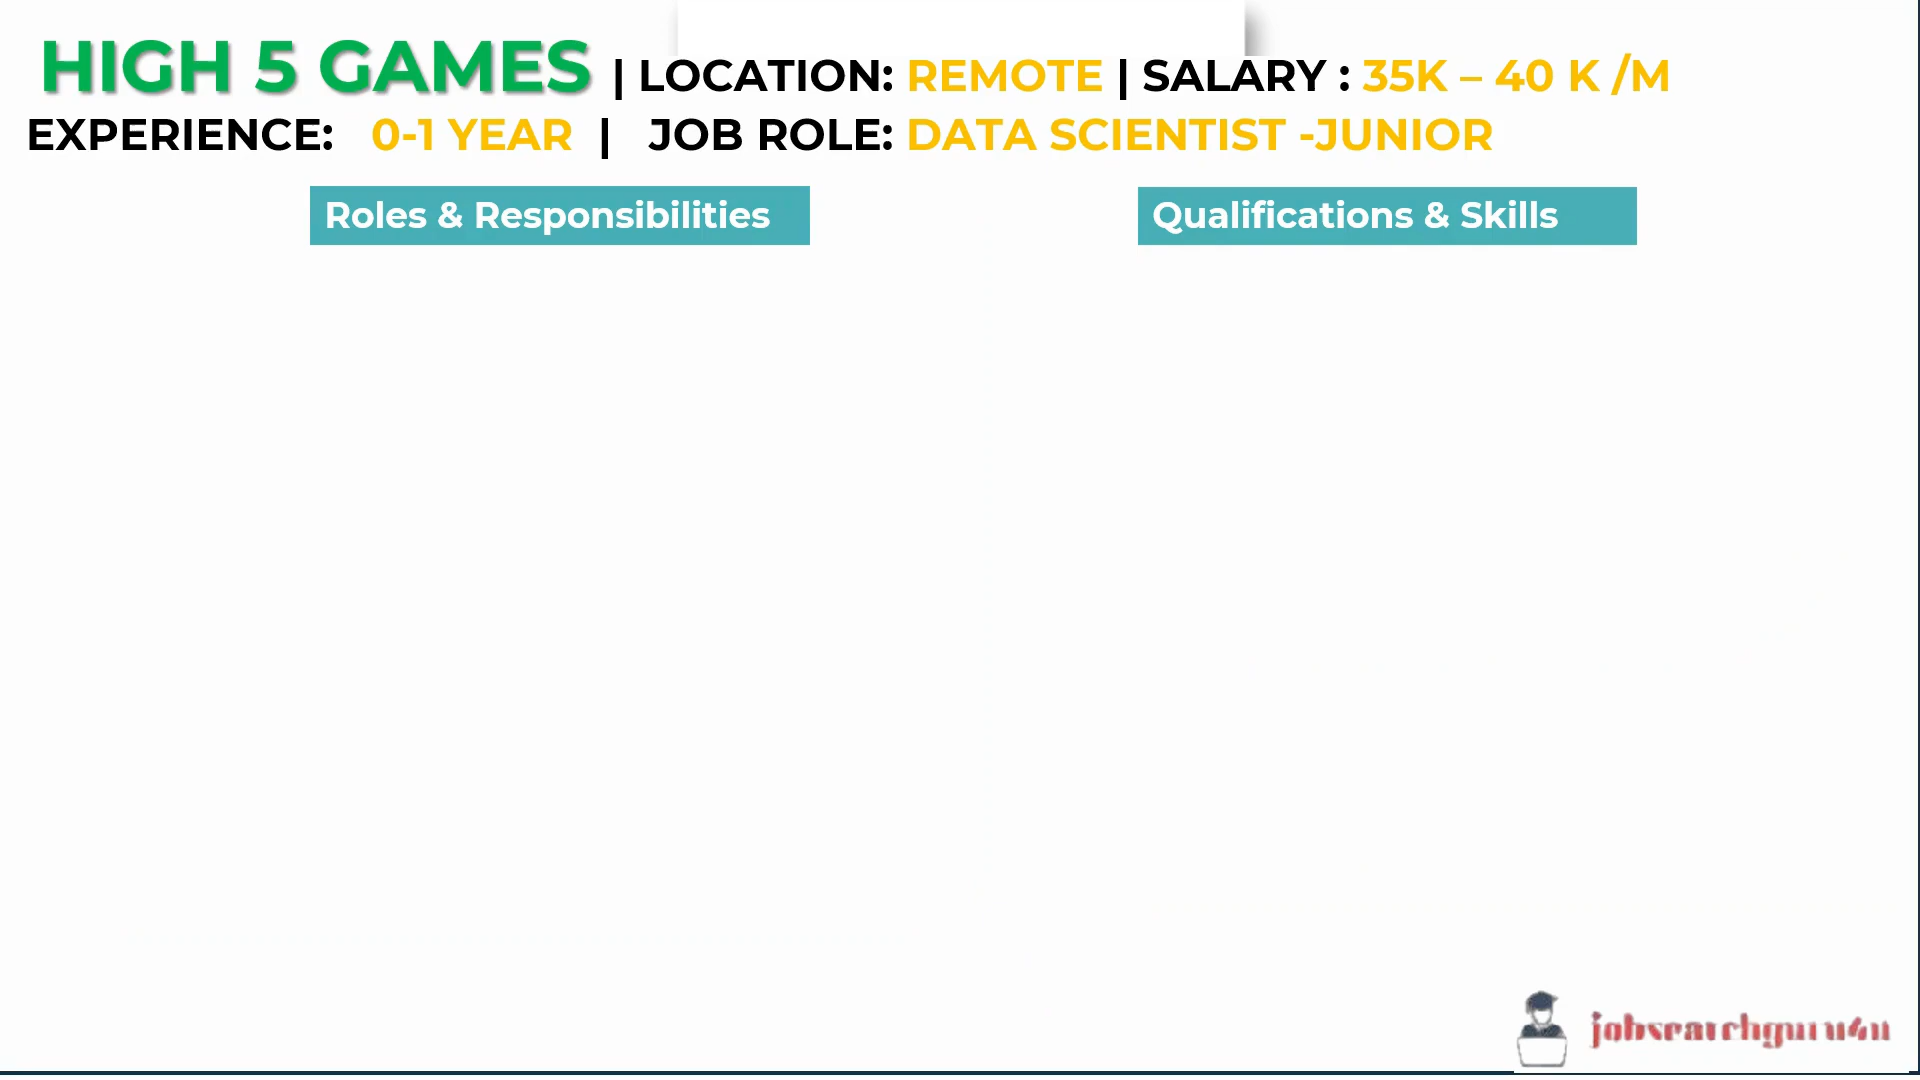 HIGH 5 GAMES | LOCATION: REMOTE | SALARY : 35K – 40 K /M
EXPERIENCE: 0-1 YEAR | JOB ROLE: DATA SCIENTIST -JUNIOR
Roles & Responsibilities
Qualifications & Skills
jobsearchguru4u